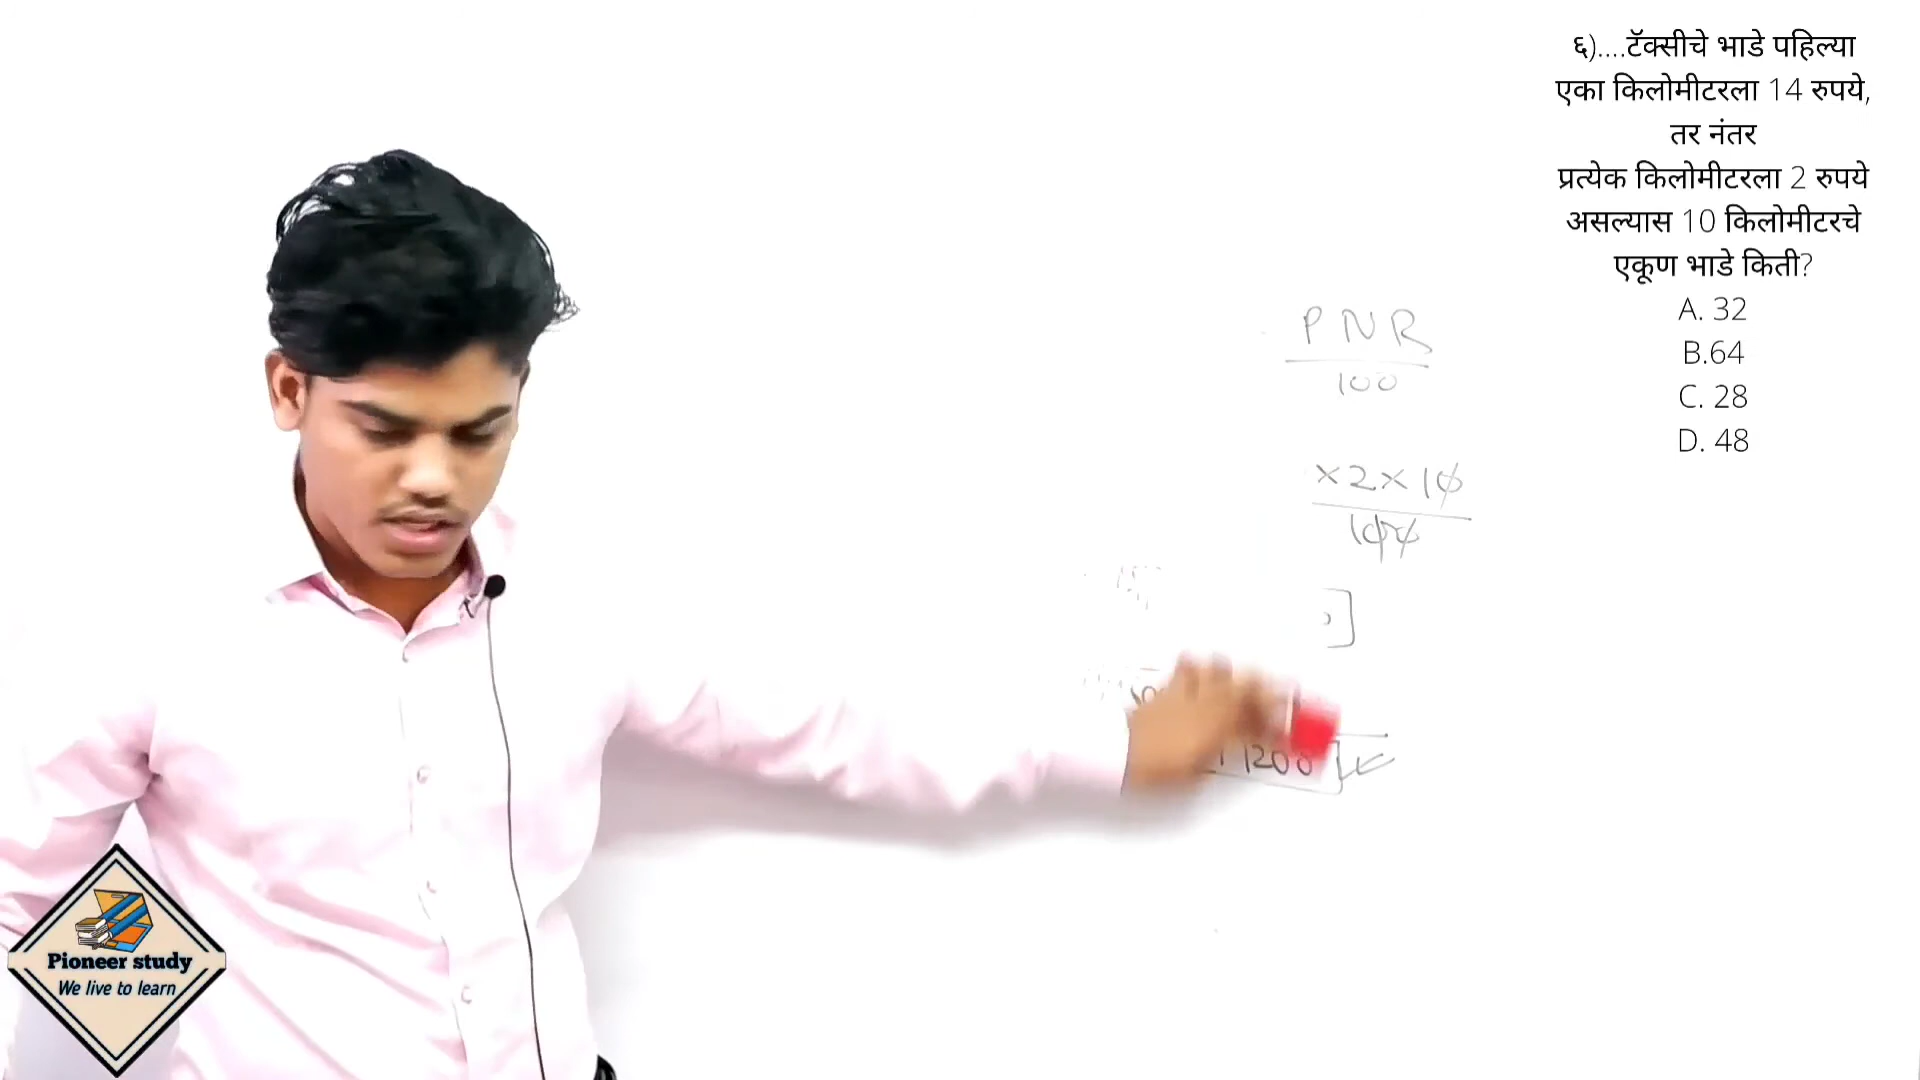 ६)....टॅक्सीचे भाडे पहिल्या
एका किलोमीटरला 14 रुपये,
तर नंतर
प्रत्येक किलोमीटरला 2 रुपये
असल्यास 10 किलोमीटरचे
एकूण भाडे किती?
A. 32
B.64
C. 28
D. 48
P N R
100
x 2 x 10
100
1200
Pioneer study
We live to learn